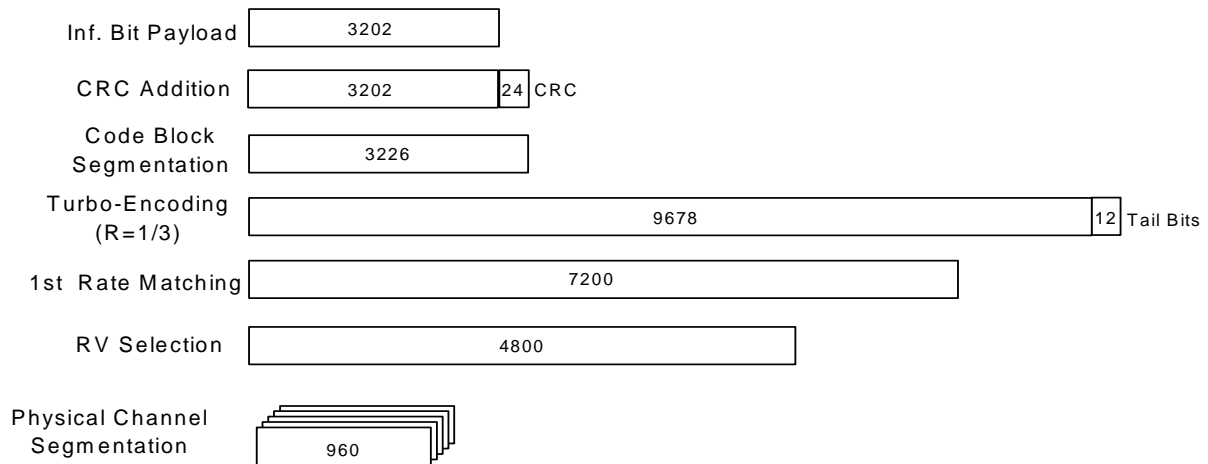 Inf. Bit Payload 3202
CRC Addition 3202 24 CRC
Code Block
Segmentation 3226
Turbo-Encoding
(R=1/3) 9678 12 Tail Bits
1st Rate Matching 7200
RV Selection 4800
Physical Channel
Segmentation 960